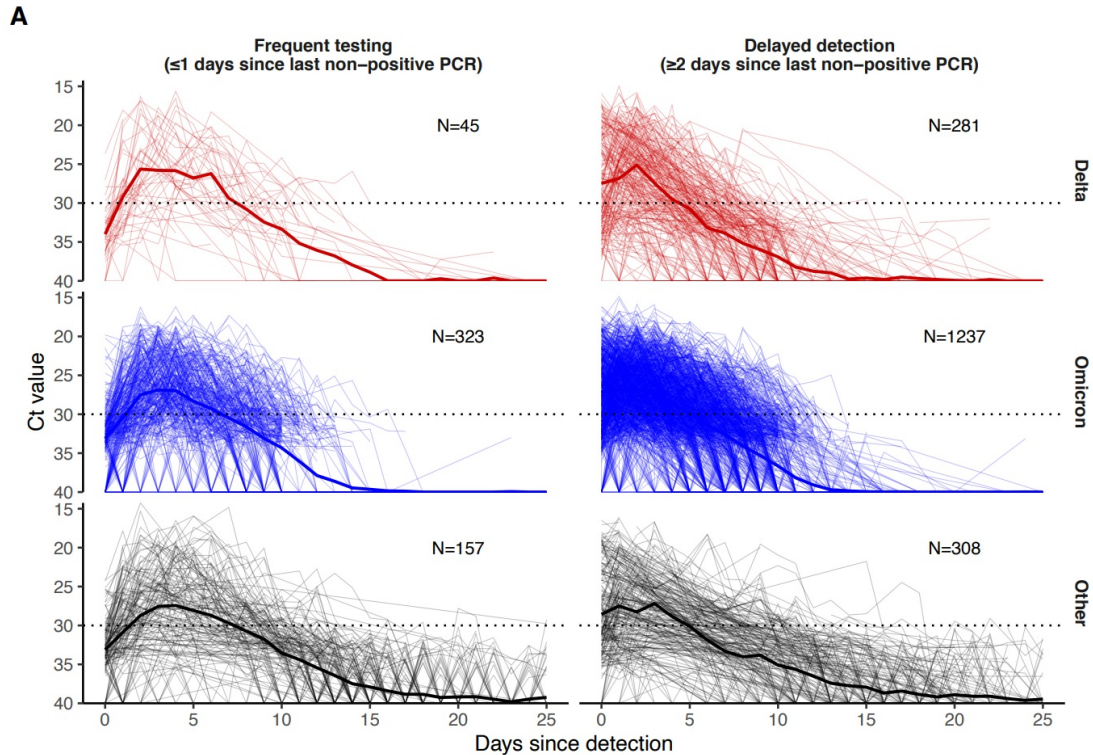 A
Frequent testing
(≤1 days since last non−positive PCR)
Delayed detection
(≥2 days since last non−positive PCR)
Ct value
15
20
25
30
35
40
N=45
N=281
Delta
15
20
25
30
35
40
N=323
N=1237
Omicron
15
20
25
30
35
40
N=157
N=308
Other
0 5 10 15 20 25
0 5 10 15 20 25
Days since detection